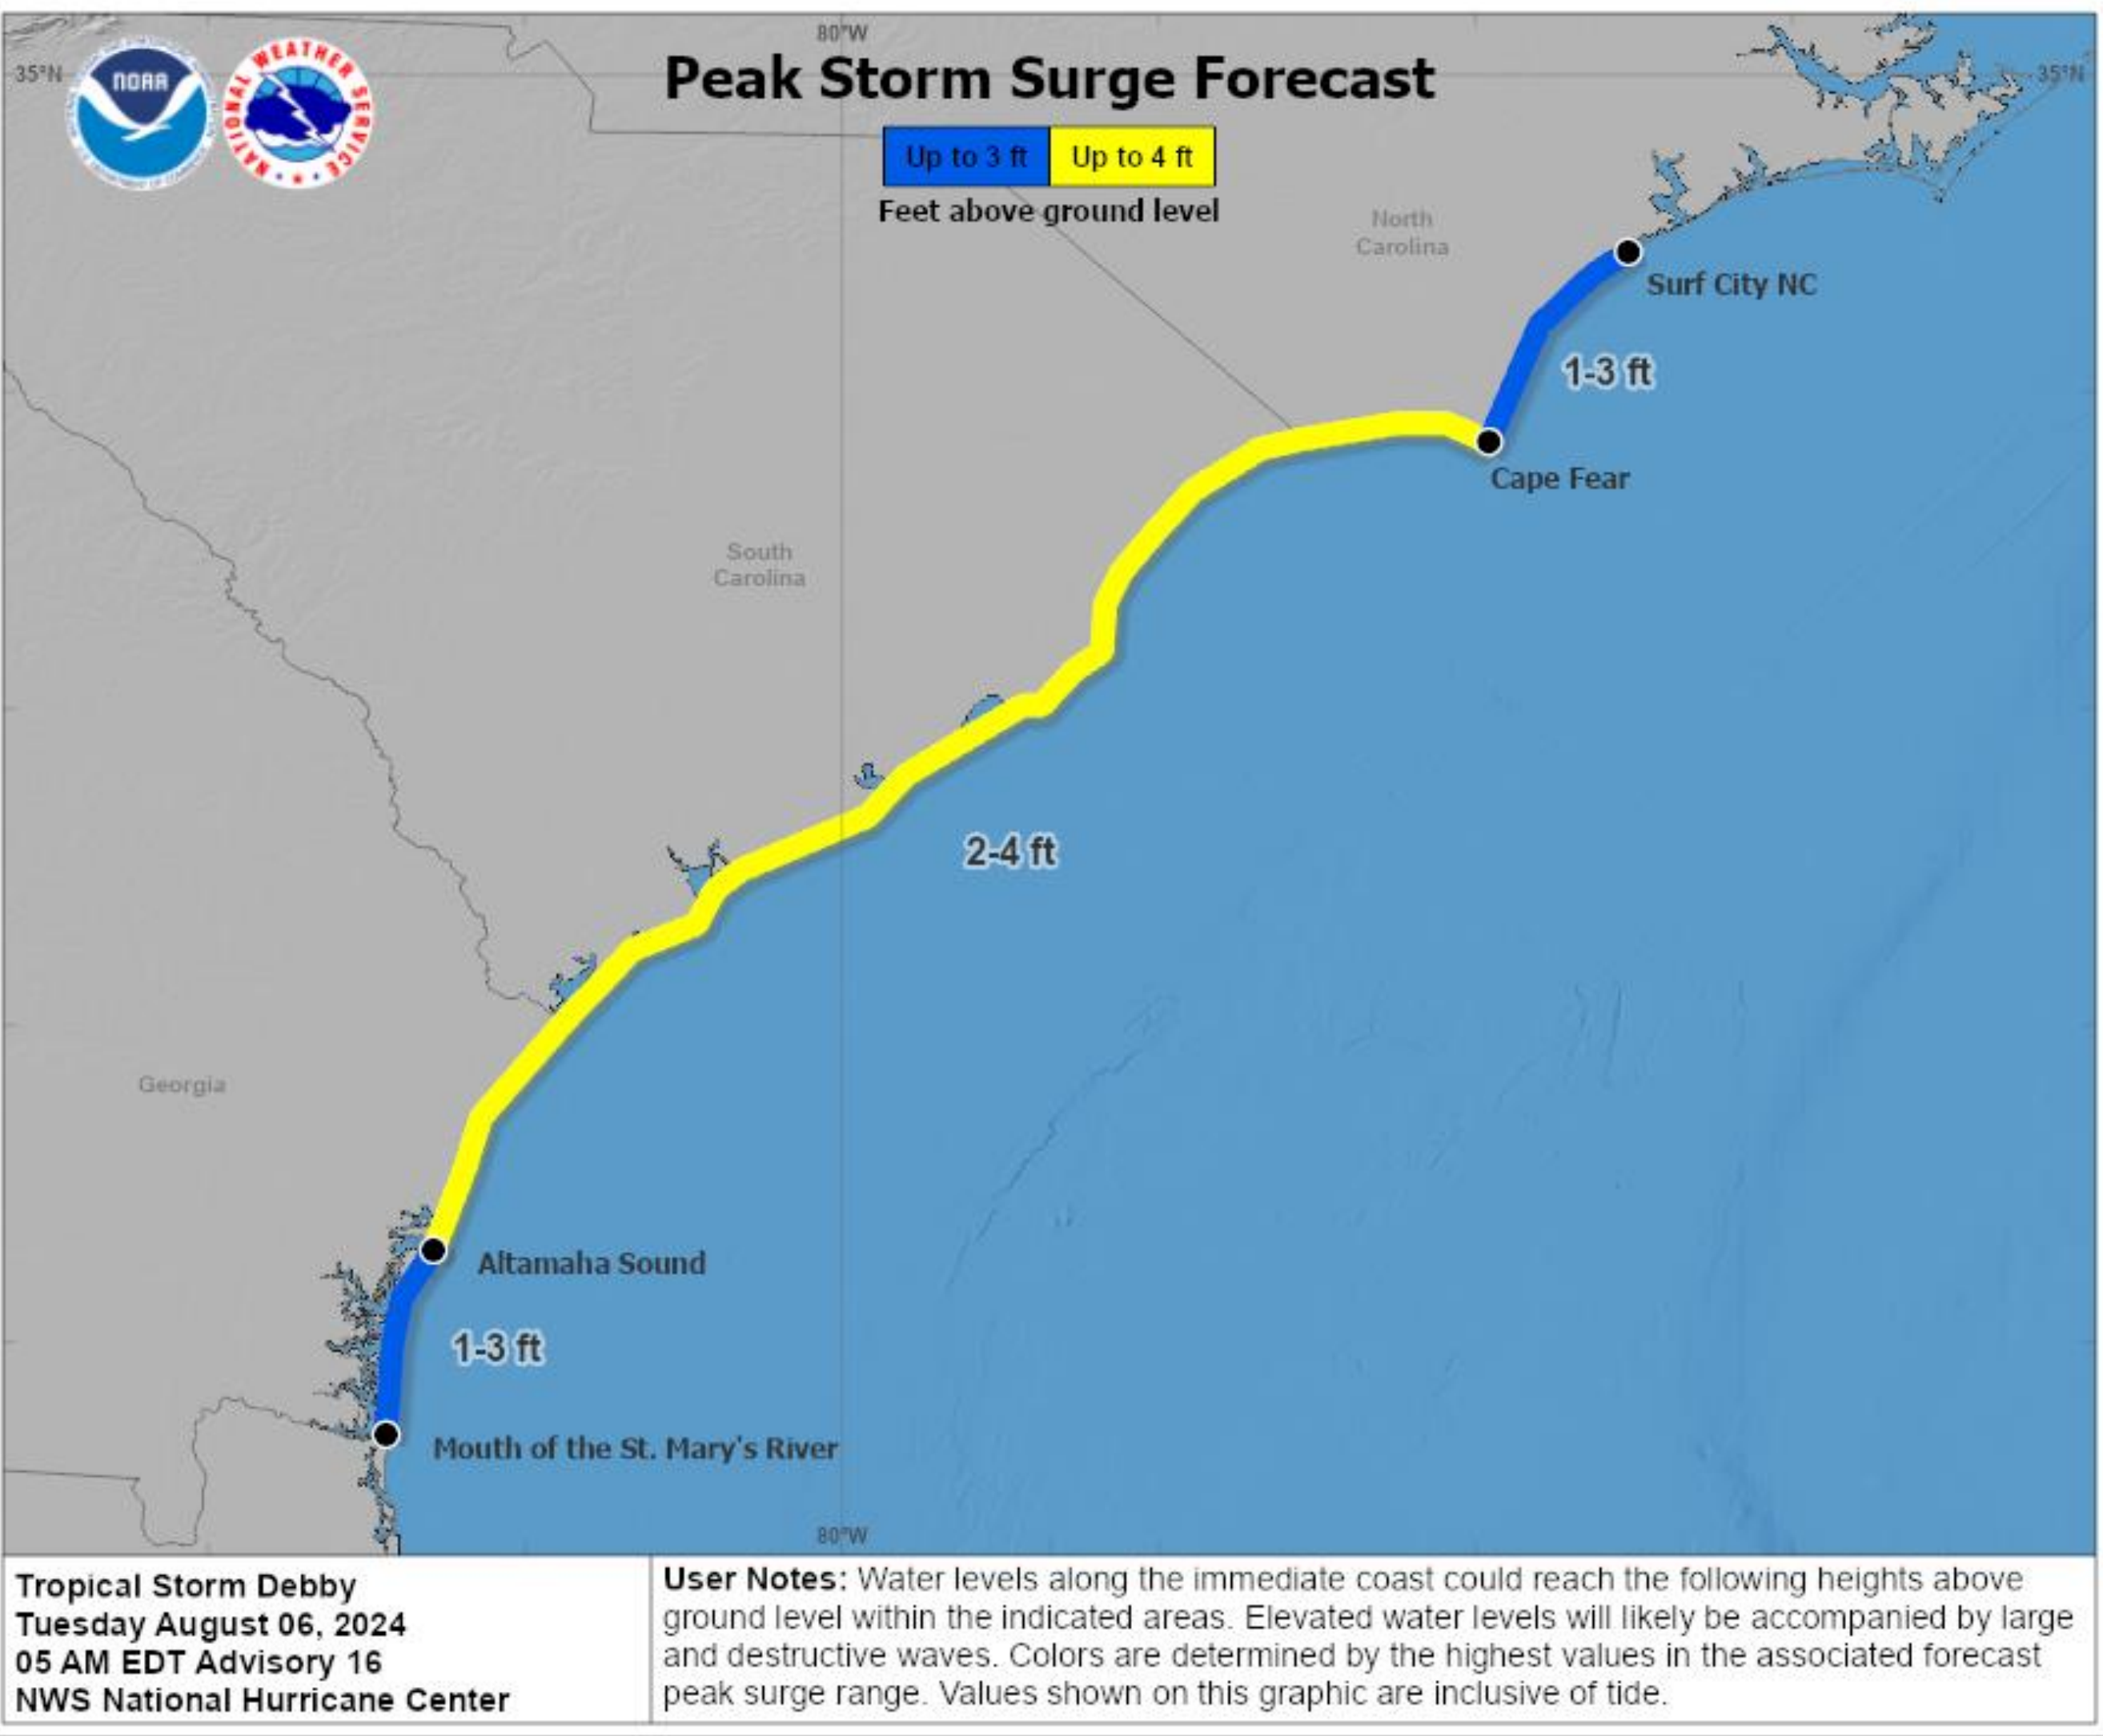 80°W
35°N
35°N
NOAA
NATIONAL WEATHER SERVICE
Peak Storm Surge Forecast
Up to 3 ft
Up to 4 ft
Feet above ground level
North
Carolina
Surf City NC
1-3 ft
Cape Fear
South
Carolina
2-4 ft
Georgia
Altamaha Sound
1-3 ft
Mouth of the St. Mary's River
80°W
Tropical Storm Debby
Tuesday August 06, 2024
05 AM EDT Advisory 16
NWS National Hurricane Center
User Notes: Water levels along the immediate coast could reach the following heights above
ground level within the indicated areas. Elevated water levels will likely be accompanied by large
and destructive waves. Colors are determined by the highest values in the associated forecast
peak surge range. Values shown on this graphic are inclusive of tide.